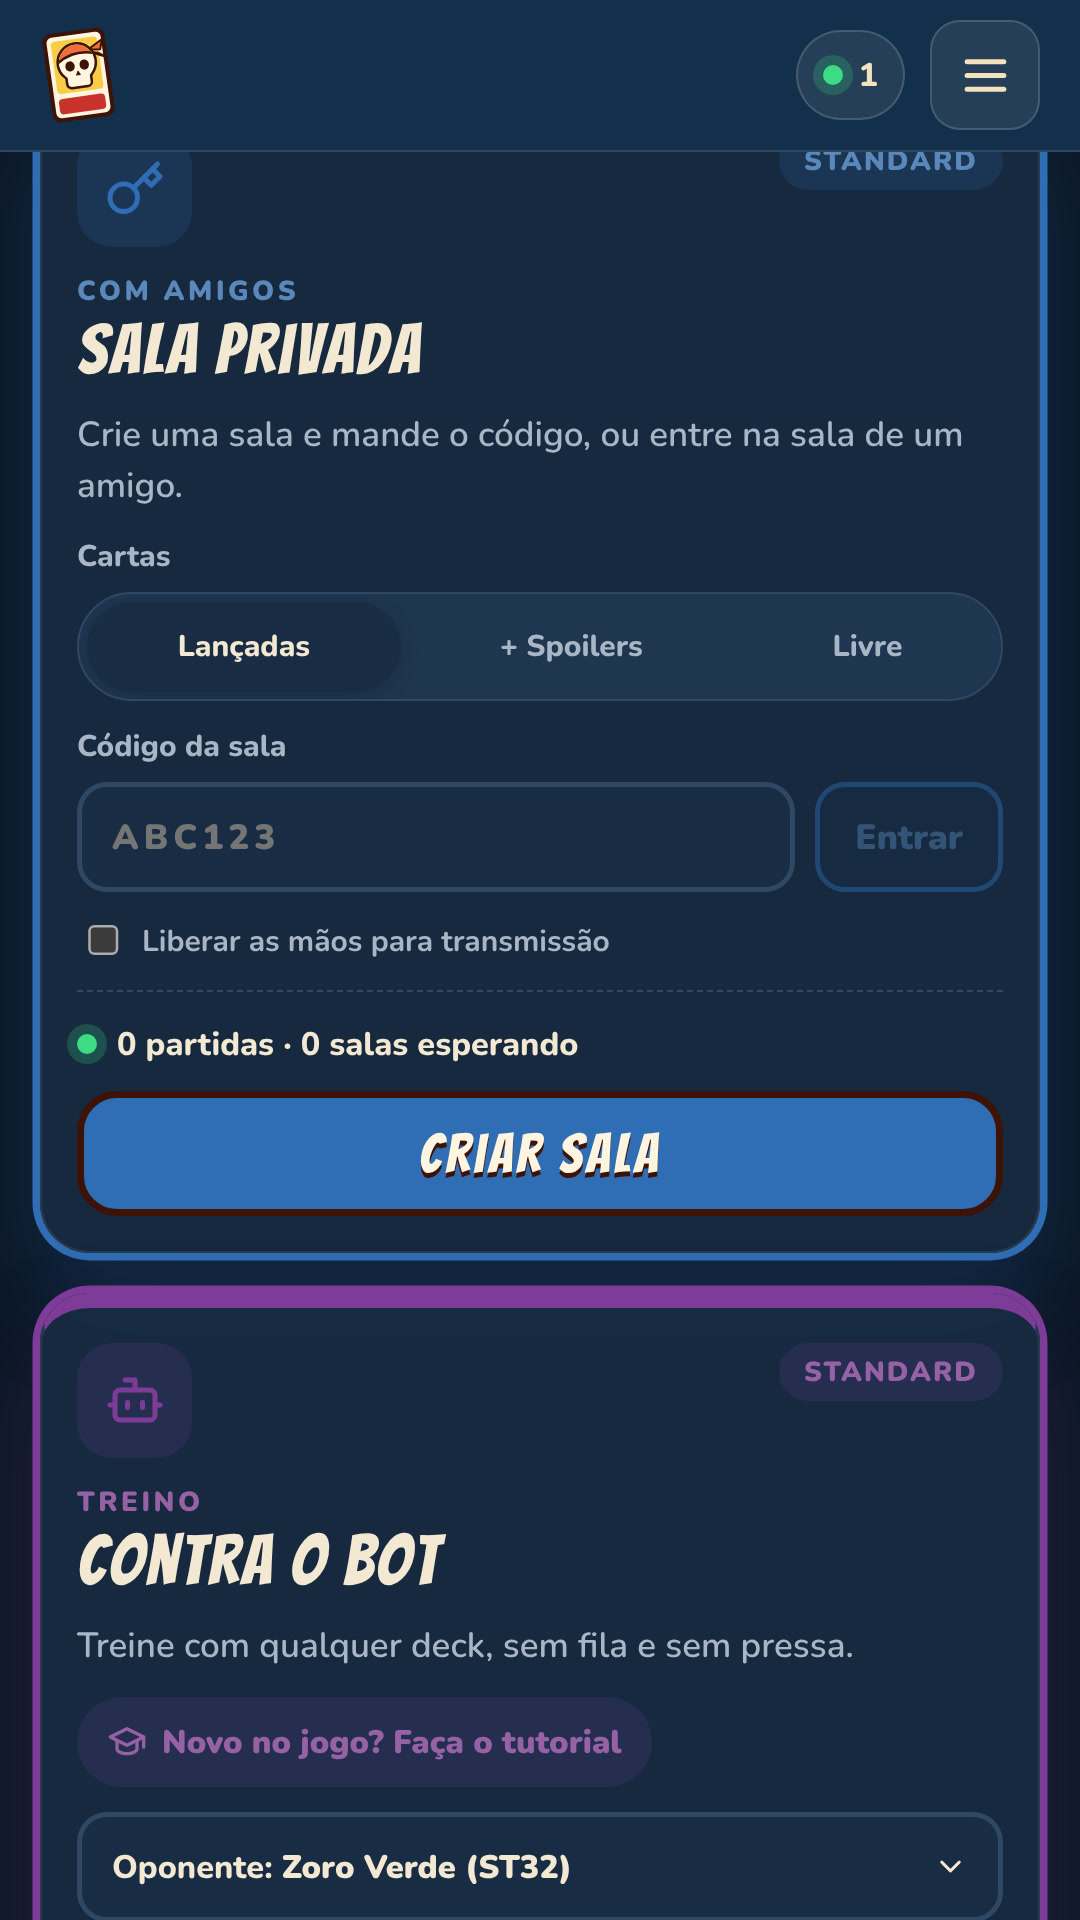 1
STANDARD
COM AMIGOS
SALA PRIVADA
Crie uma sala e mande o código, ou entre na sala de um
amigo.
Cartas
Lançadas + Spoilers Livre
Código da sala
ABC123 Entrar
Liberar as mãos para transmissão
0 partidas · 0 salas esperando
CRIAR SALA
STANDARD
TREINO
CONTRA O BOT
Treine com qualquer deck, sem fila e sem pressa.
Novo no jogo? Faça o tutorial
Oponente: Zoro Verde (ST32)